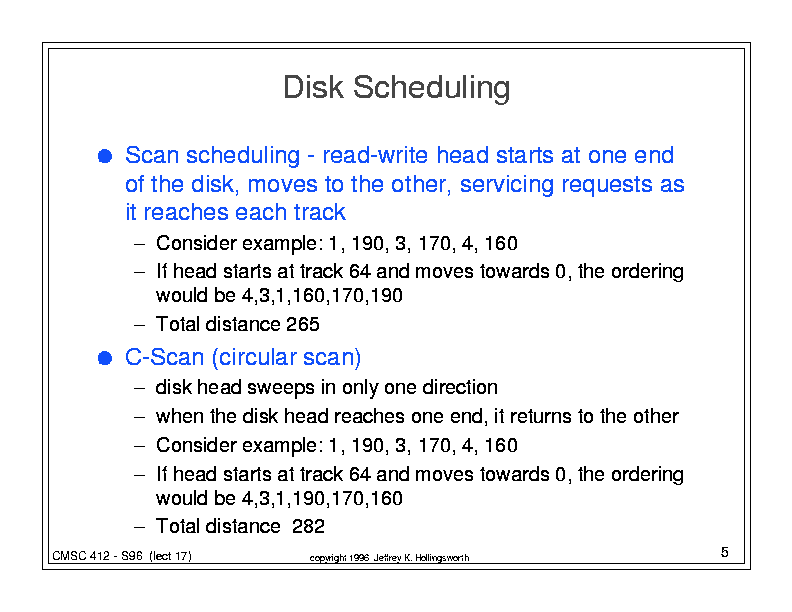 Disk Scheduling
● Scan scheduling - read-write head starts at one end
of the disk, moves to the other, servicing requests as
it reaches each track
– Consider example: 1, 190, 3, 170, 4, 160
– If head starts at track 64 and moves towards 0, the ordering
would be 4,3,1,160,170,190
– Total distance 265
● C-Scan (circular scan)
– disk head sweeps in only one direction
– when the disk head reaches one end, it returns to the other
– Consider example: 1, 190, 3, 170, 4, 160
– If head starts at track 64 and moves towards 0, the ordering
would be 4,3,1,190,170,160
– Total distance  282
CMSC 412 - S96 (lect 17)
copyright 1996 Jeffrey K. Hollingsworth
5